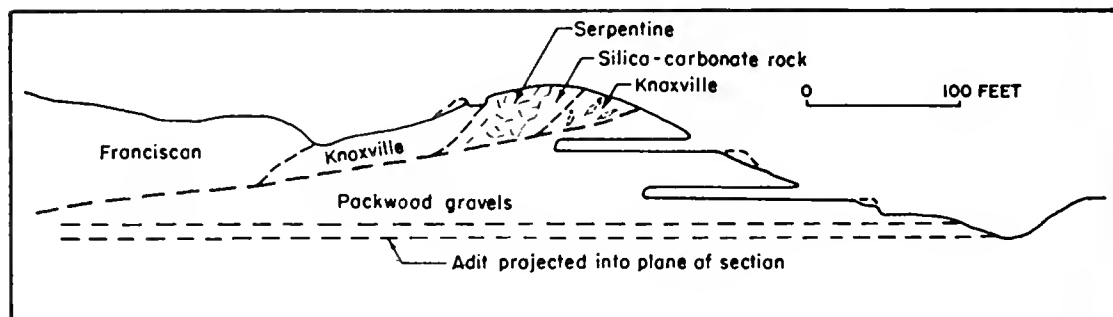 Serpentine
Silica-carbonate rock
Knoxville
0 100 FEET
Franciscan
Knoxville
Packwood gravels
Adit projected into plane of section